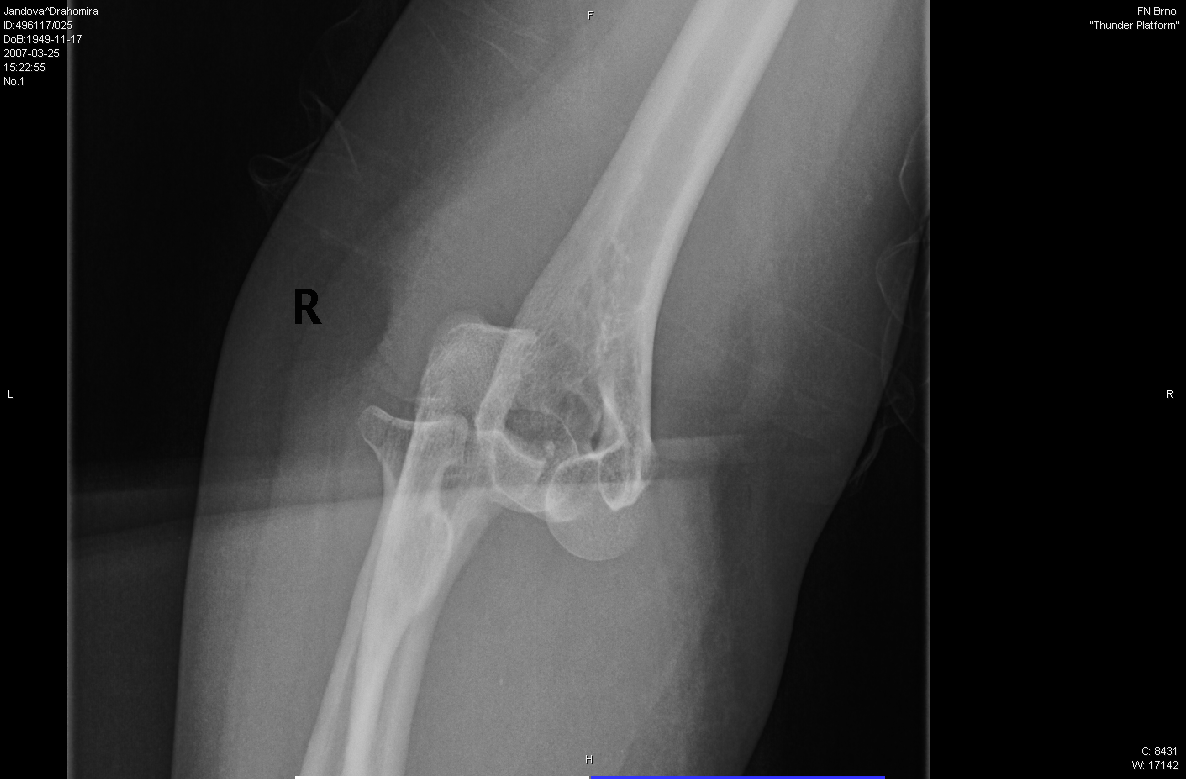 Jandova^Drahomira
ID:496117/025
DoB:1949-11-17
2007-03-25
15:22:55
No.1
F
FN Brno
"Thunder Platform"
R
L
R
H
C: 8431
W: 17142